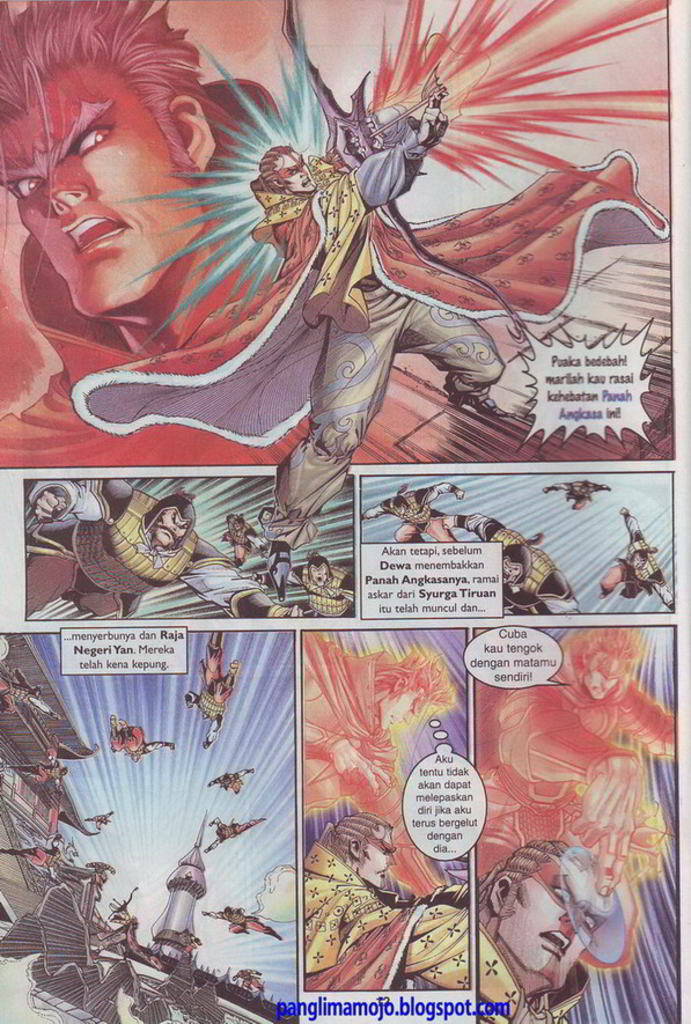 Puaka bedebah!
marilah kau rasai
kehebatan Panah
Angkasa ini!
Akan tetapi, sebelum
Dewa menembakkan
Panah Angkasanya, ramai
askar dari Syurga Tiruan
itu telah muncul dan...
...menyerbunya dan Raja
Negeri Yan. Mereka
telah kena kepung.
Aku
tentu tidak
akan dapat
melepaskan
diri jika aku
terus bergelut
dengan
dia...
Cuba
kau tengok
dengan matamu
sendiri!
panglimamojo.blogspot.com